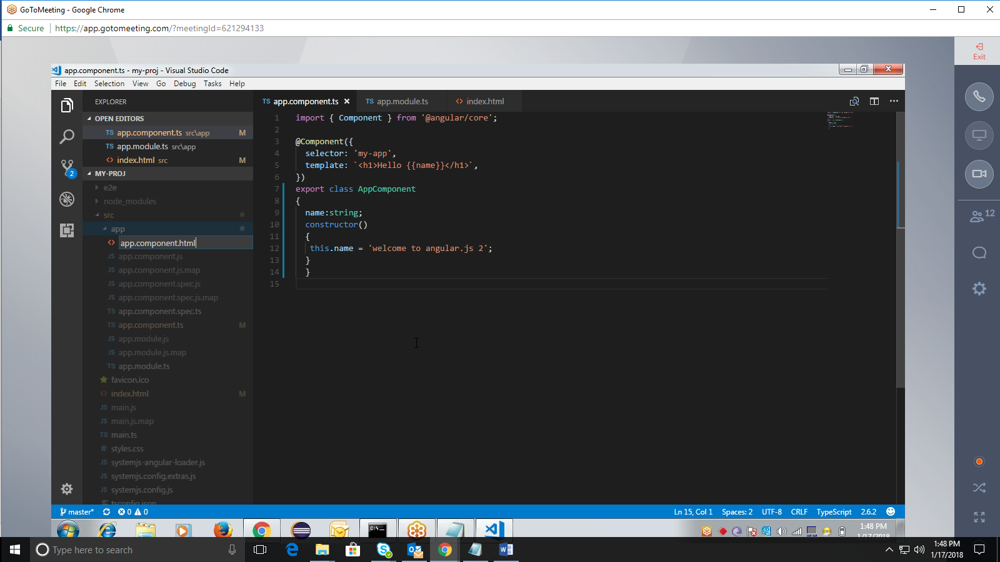 GoToMeeting - Google Chrome
Secure https://app.gotomeeting.com/?meetingId=621294133
Exit
app.component.ts - my-proj - Visual Studio Code
File Edit Selection View Go Debug Tasks Help
EXPLORER
OPEN EDITORS
TS app.component.ts src\app M
TS app.module.ts src\app
<> index.html src M
2
MY-PROJ
e2e
node_modules
src
app
<> app.component.html
JS app.component.js
JS app.component.js.map
JS app.component.spec.js
JS app.component.spec.js.map
TS app.component.spec.ts
TS app.component.ts M
JS app.module.js
JS app.module.js.map
TS app.module.ts
favicon.ico
<> index.html M
JS main.js
JS main.js.map
TS main.ts
# styles.css
JS systemjs-angular-loader.js
JS systemjs.config.extras.js
JS systemjs.config.js
tsconfig.json
TS app.component.ts TS app.module.ts <> index.html
1 import { Component } from '@angular/core';
2
3 @Component({
4 selector: 'my-app',
5 template: `<h1>Hello {{name}}</h1>`,
6 })
7 export class AppComponent
8 {
9 name:string;
10 constructor()
11 {
12 this.name = 'welcome to angular.js 2';
13 }
14 }
15
12
master* 0 0 Ln 15, Col 1 Spaces: 2 UTF-8 CRLF TypeScript 2.6.2
C:\.
1:48 PM
1/17/2018
Type here to search
1:48 PM
1/17/2018